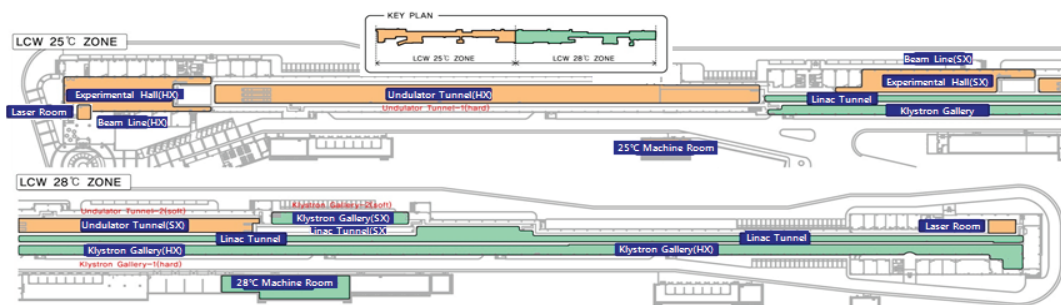 KEY PLAN
LCW 25℃ ZONE
LCW 28℃ ZONE
LCW 25℃ ZONE
Beam Line(SX)
Experimental Hall(HX)
Undulator Tunnel(HX)
Experimental Hall(SX)
Linac Tunnel
Undulator Tunnel-1(hard)
Laser Room
Klystron Gallery
Beam Line(HX)
25℃ Machine Room
LCW 28℃ ZONE
Undulator Tunnel-2(soft)
Klystron Gallery-2(soft)
Klystron Gallery(SX)
Undulator Tunnel(SX)
Linac Tunnel(SX)
Laser Room
Linac Tunnel
Linac Tunnel
Klystron Gallery(HX)
Klystron Gallery(HX)
Klystron Gallery-1(hard)
28℃ Machine Room